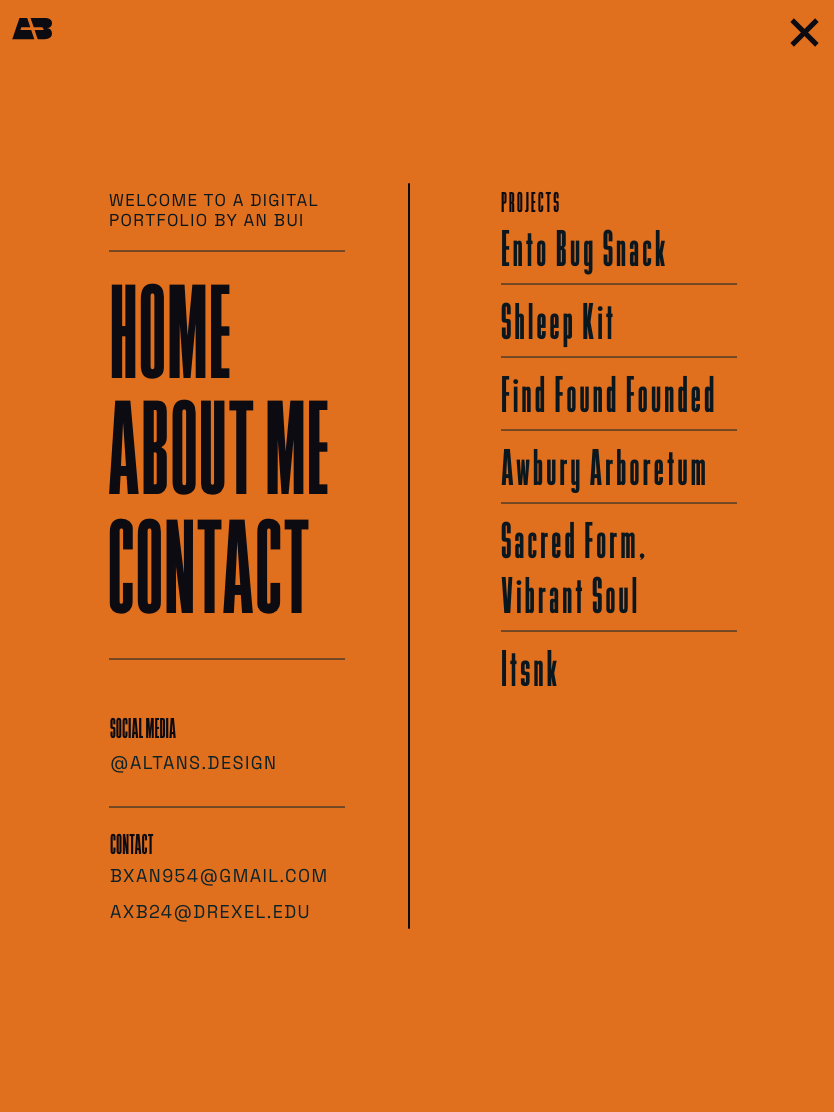 AB
WELCOME TO A DIGITAL
PORTFOLIO BY AN BUI
HOME
ABOUT ME
CONTACT
SOCIAL MEDIA
@ALTANS.DESIGN
CONTACT
BXAN954@GMAIL.COM
AXB24@DREXEL.EDU
PROJECTS
Ento Bug Snack
Shleep Kit
Find Found Founded
Awbury Arboretum
Sacred Form,
Vibrant Soul
Itsnk